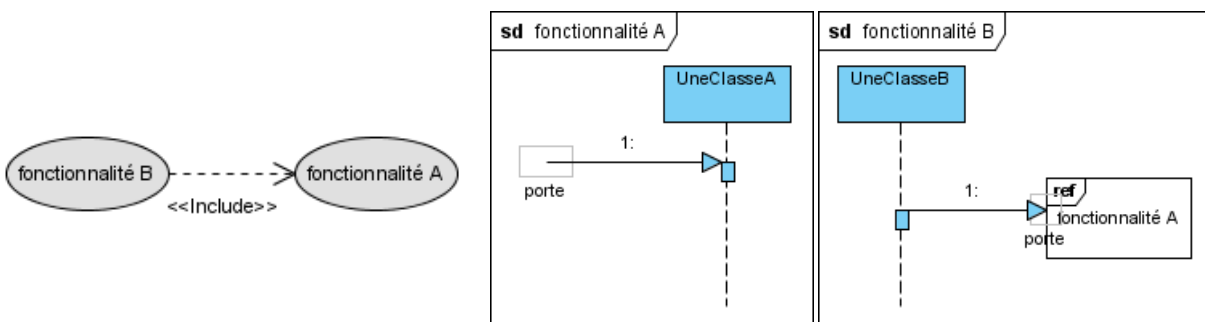 fonctionnalité B
fonctionnalité A
<<Include>>
sd fonctionnalité A
UneClasseA
1:
porte
sd fonctionnalité B
UneClasseB
1:
ref
fonctionnalité A
porte